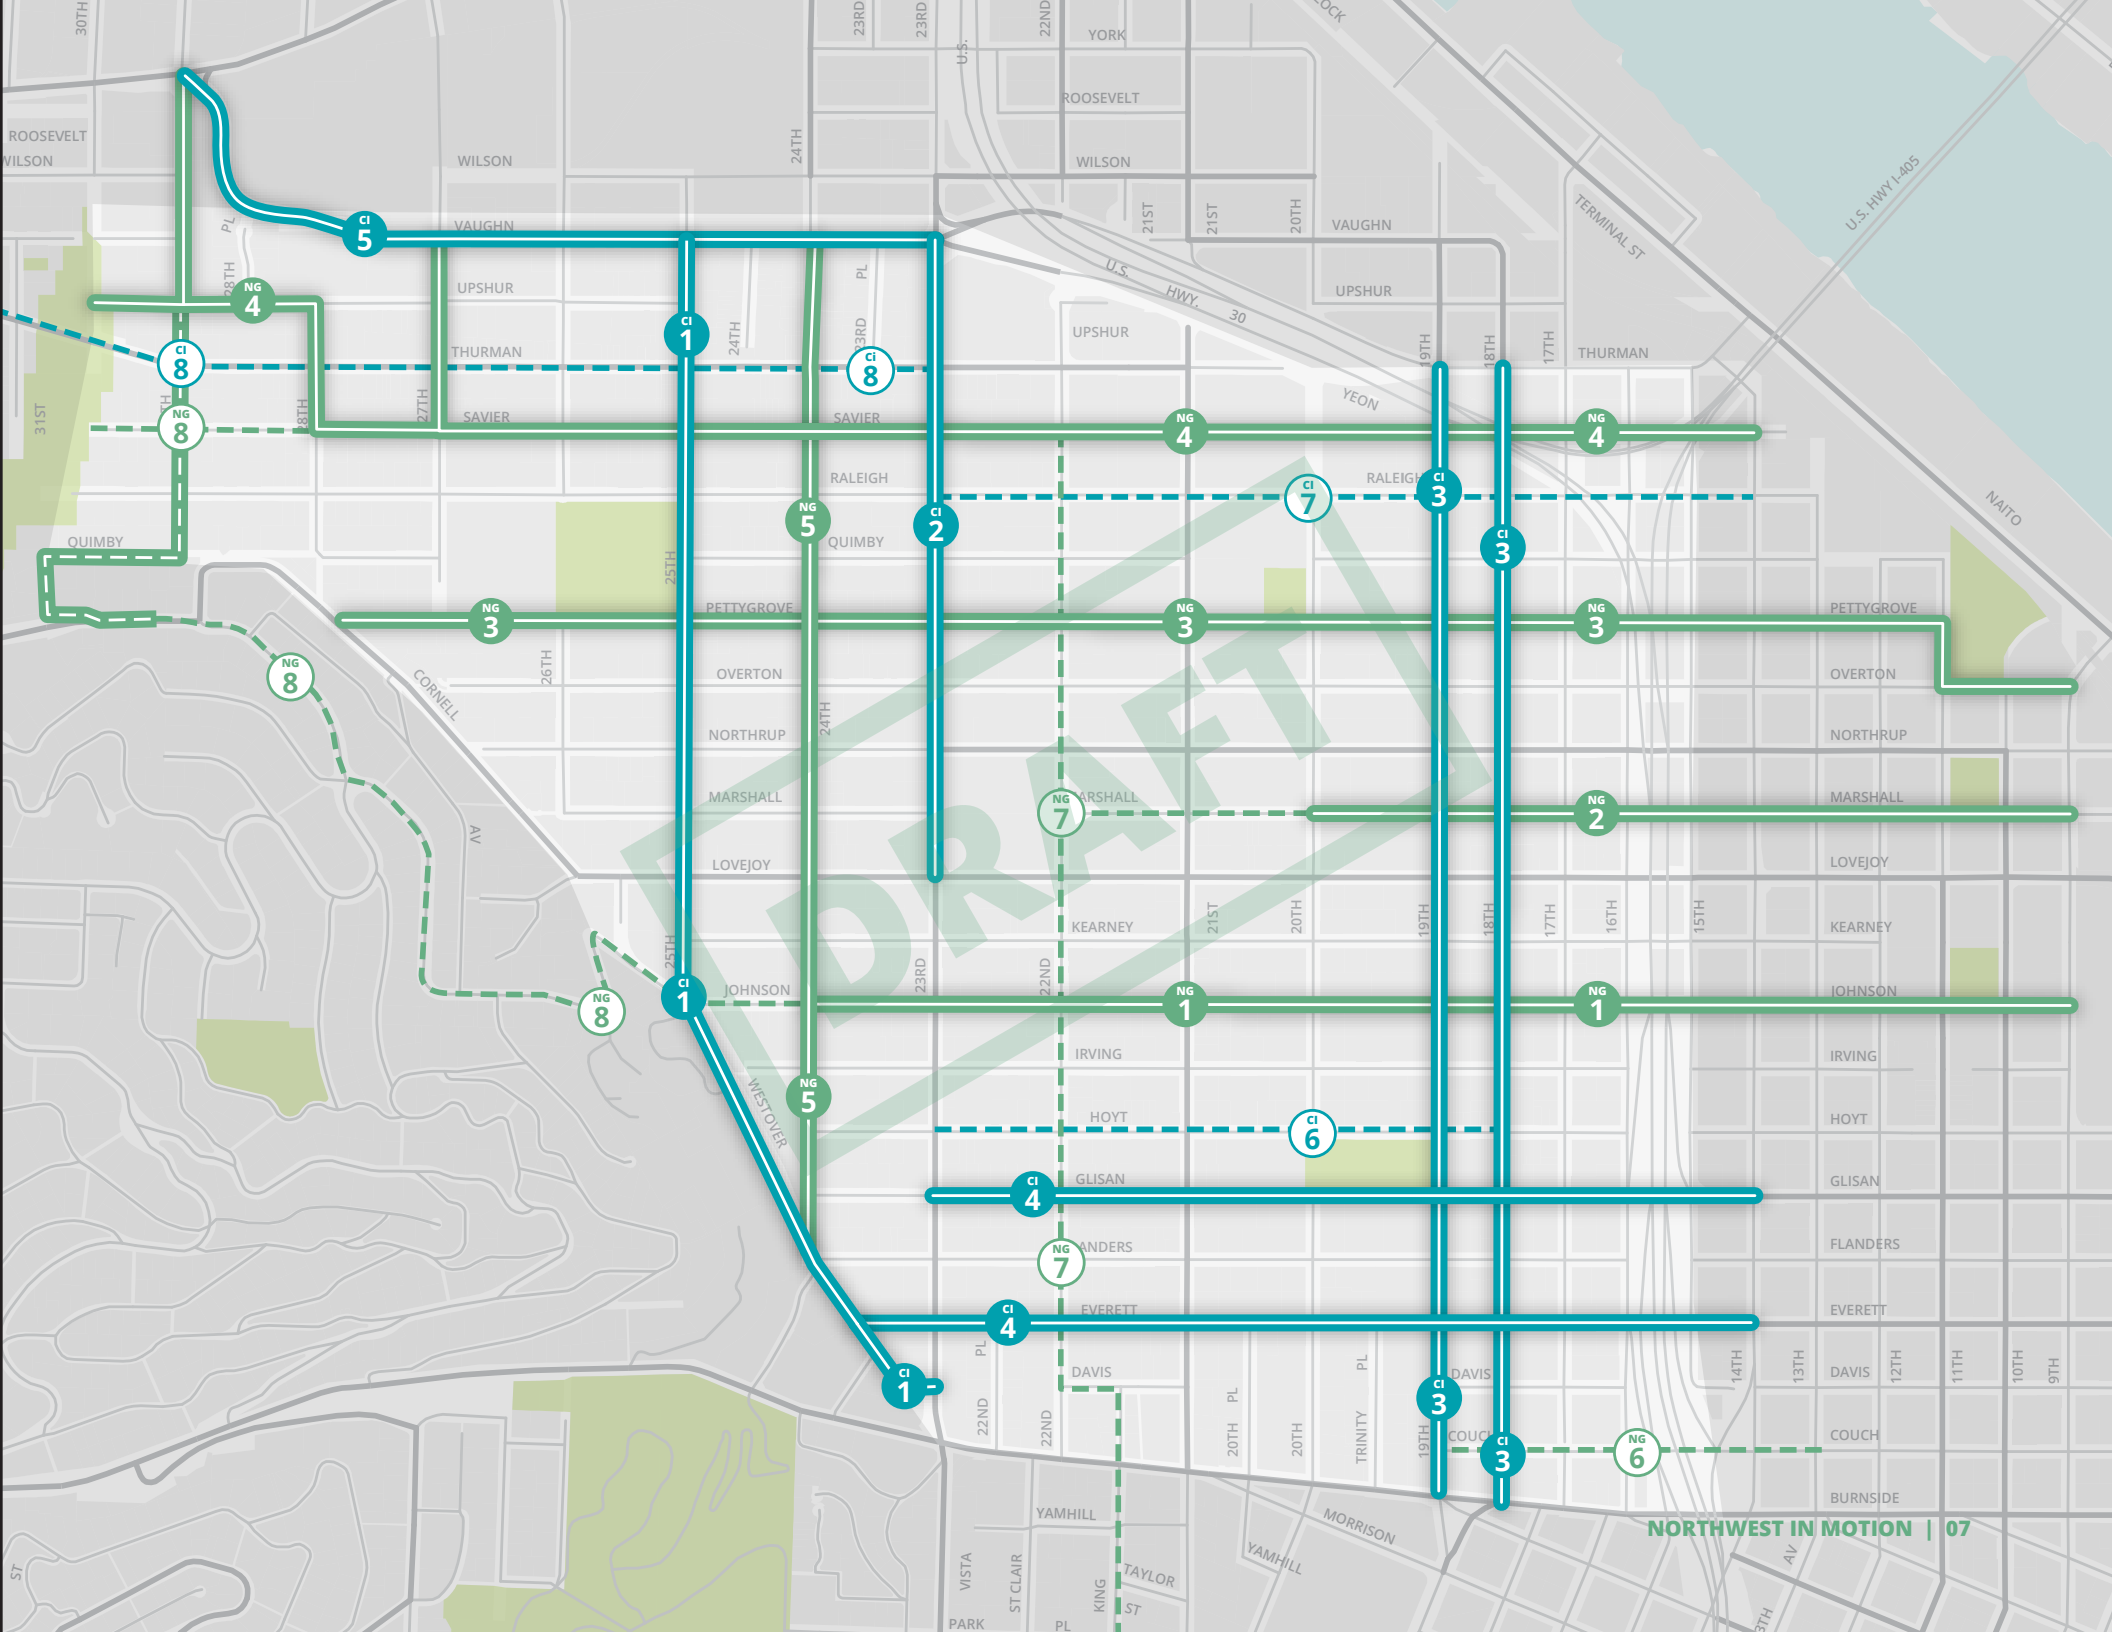 30TH
23RD
23RD
U.S.
22ND
YORK
ROOSEVELT
ROOSEVELT
WILSON
WILSON
24TH
WILSON
TERMINAL ST
U.S. HWY I-405
PL
VAUGHN
CI
5
21ST
21ST
20TH
VAUGHN
28TH
NG
4
UPSHUR
PL
U.S.
HWY.
30
UPSHUR
CI
1
24TH
23RD
UPSHUR
19TH
18TH
17TH
THURMAN
CI
8
THURMAN
Ci
8
YEON
31ST
NG
8
28TH
27TH
SAVIER
SAVIER
NG
4
NG
4
RALEIGH
RALEIGH
CI
7
CI
3
NG
5
CI
2
NAITO
QUIMBY
25TH
QUIMBY
CI
3
NG
3
PETTYGROVE
NG
3
NG
3
PETTYGROVE
NG
8
CORNELL
26TH
OVERTON
OVERTON
24TH
NORTHRUP
NORTHRUP
DRAFT
MARSHALL
NG
7
NG
2
MARSHALL
AV
LOVEJOY
LOVEJOY
KEARNEY
21ST
20TH
19TH
18TH
17TH
16TH
15TH
KEARNEY
25TH
23RD
22ND
CI
1
JOHNSON
NG
1
NG
1
JOHNSON
NG
8
IRVING
IRVING
WESTOVER
NG
5
HOYT
CI
6
HOYT
CI
4
GLISAN
GLISAN
NG
7
ANDERS
FLANDERS
CI
4
EVERETT
EVERETT
PL
DAVIS
PL
PL
DAVIS
14TH
13TH
DAVIS
12TH
11TH
10TH
9TH
CI
1
22ND
22ND
20TH
20TH
TRINITY
CI
3
19TH
COUCH
CI
3
NG
6
COUCH
BURNSIDE
YAMHILL
MORRISON
NORTHWEST IN MOTION | 07
ST
VISTA
ST CLAIR
KING
TAYLOR
ST
YAMHILL
AV
PARK
PL